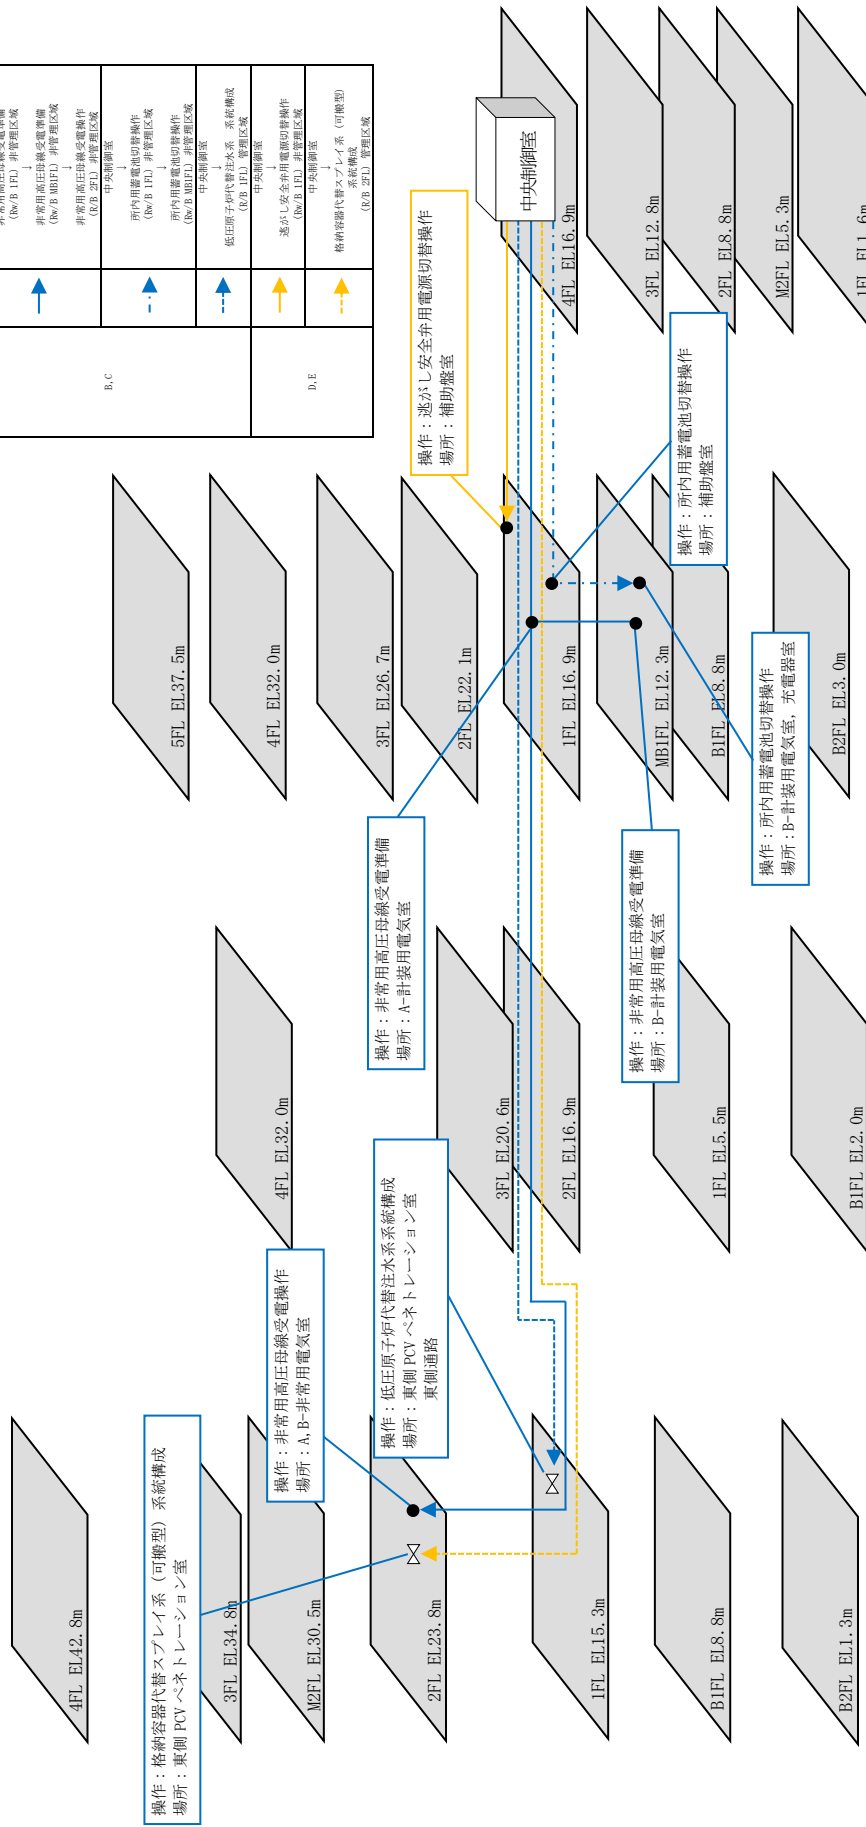 非常用高圧母線受電準備
(Rw/B 1FL) 非管理区域
↓
非常用高圧母線受電準備
(Rw/B MB1FL) 非管理区域
↓
非常用高圧母線受電操作
(R/B 2FL) 非管理区域
中央制御室
↓
所内用蓄電池切替操作
(Rw/B 1FL) 非管理区域
↓
所内用蓄電池切替操作
(Rw/B MB1FL) 非管理区域
中央制御室
↓
低圧原子炉代替注水系 系統構成
(R/B 1FL) 管理区域
B,C
中央制御室
↓
逃がし安全弁用電源切替操作
(Rw/B 1FL) 非管理区域
中央制御室
↓
格納容器代替スプレイ系（可搬型）
系統構成
(R/B 2FL) 管理区域
D,E
4FL EL42.8m
3FL EL34.8m
M2FL EL30.5m
2FL EL23.8m
1FL EL15.3m
B1FL EL8.8m
B2FL EL1.3m
操作：格納容器代替スプレイ系（可搬型）系統構成
場所：東側 PCV ペネトレーション室
操作：非常用高圧母線受電操作
場所：A,B-非常用電気室
操作：低圧原子炉代替注水系系統構成
場所：東側 PCV ペネトレーション室
東側通路
4FL EL32.0m
3FL EL20.6m
2FL EL16.9m
1FL EL5.5m
B1FL EL2.0m
操作：非常用高圧母線受電準備
場所：A-計装用電気室
操作：非常用高圧母線受電準備
場所：B-計装用電気室
5FL EL37.5m
4FL EL32.0m
3FL EL26.7m
2FL EL22.1m
1FL EL16.9m
MB1FL EL12.3m
B1FL EL8.8m
B2FL EL3.0m
操作：所内用蓄電池切替操作
場所：B-計装用電気室，充電器室
操作：逃がし安全弁用電源切替操作
場所：補助盤室
操作：所内用蓄電池切替操作
場所：補助盤室
中央制御室
4FL EL16.9m
3FL EL12.8m
2FL EL8.8m
M2FL EL5.3m
1FL EL1.6m